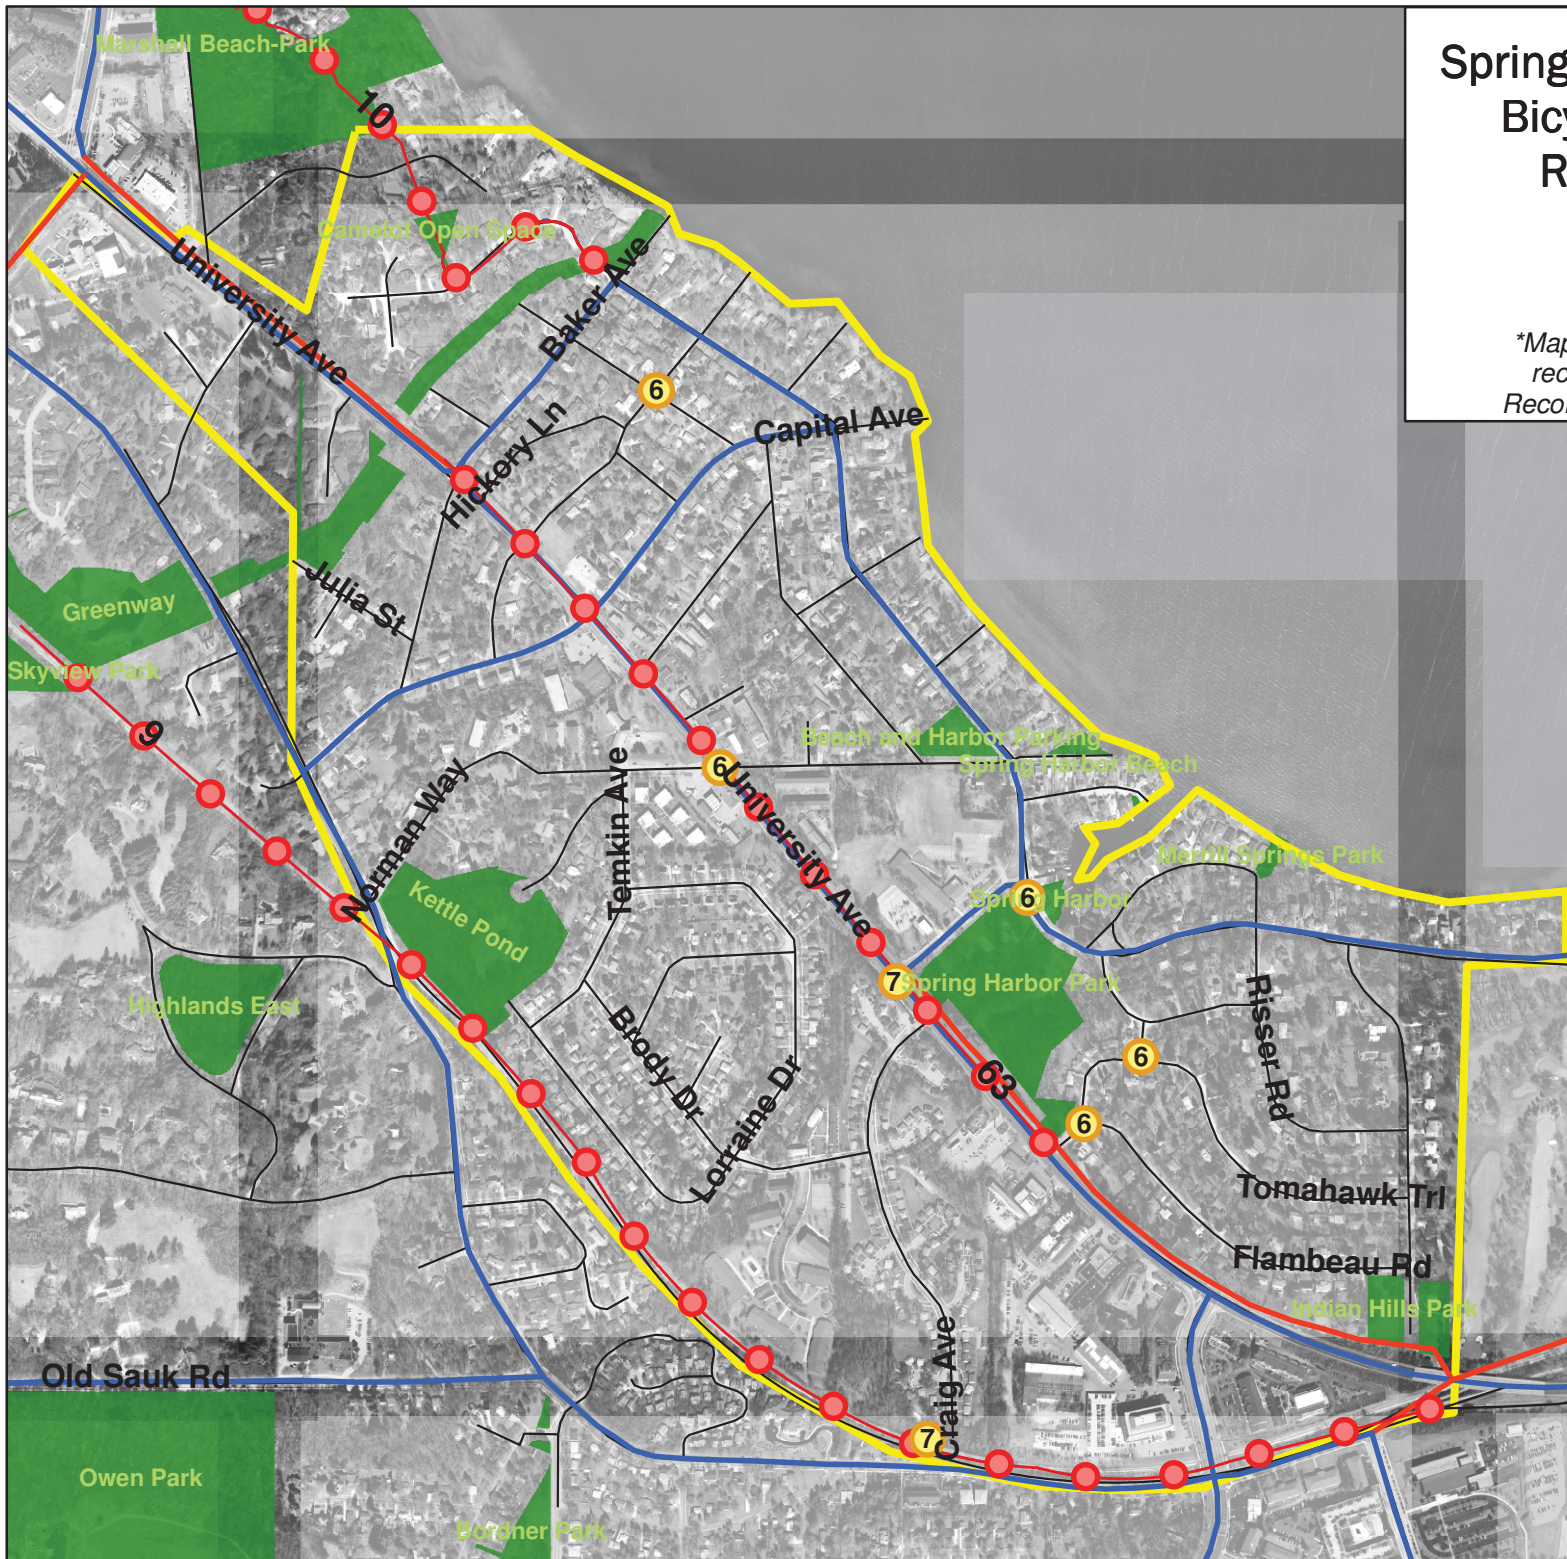 Marshall Beach-Park
10
Spring
Bicy
R
*Map
rec
Recor
Camelot Open Space
University Ave
Baker Ave
6
Hickory Ln
Capital Ave
Julia St
Greenway
Skyview Park
9
Beach and Harbor Parking
Spring Harbor Beach
6
University Ave
Temkin Ave
Norman Way
Merrill Springs Park
Kettle Pond
6
Spring Harbor
7
Spring Harbor Park
Highlands East
Risser Rd
Brody Dr
Lorraine Dr
63
6
6
Tomahawk Trl
Flambeau Rd
Indian Hills Park
Old Sauk Rd
Craig Ave
7
Owen Park
Bordner Park